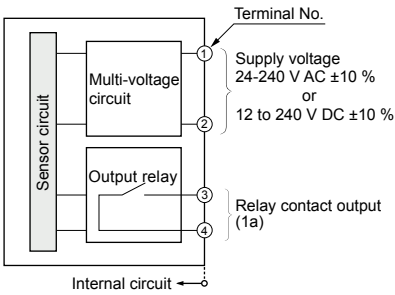 Terminal No.
1
Supply voltage
24-240 V AC ±10 %
or
12 to 240 V DC ±10 %
Multi-voltage
circuit
2
Sensor circuit
Output relay
3
Relay contact output
(1a)
4
Internal circuit